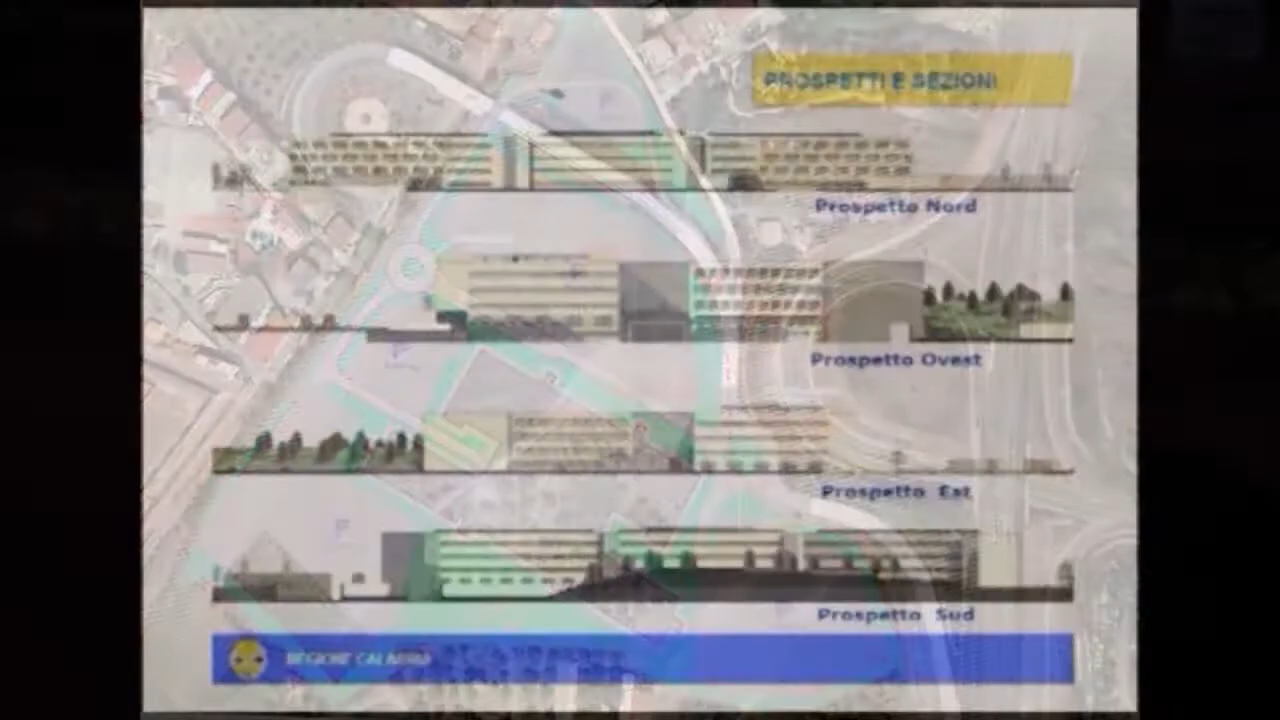 PROSPETTI E SEZIONI
Prospetto Nord
Prospetto Ovest
Prospetto Est
Prospetto Sud
REGIONE CALABRIA